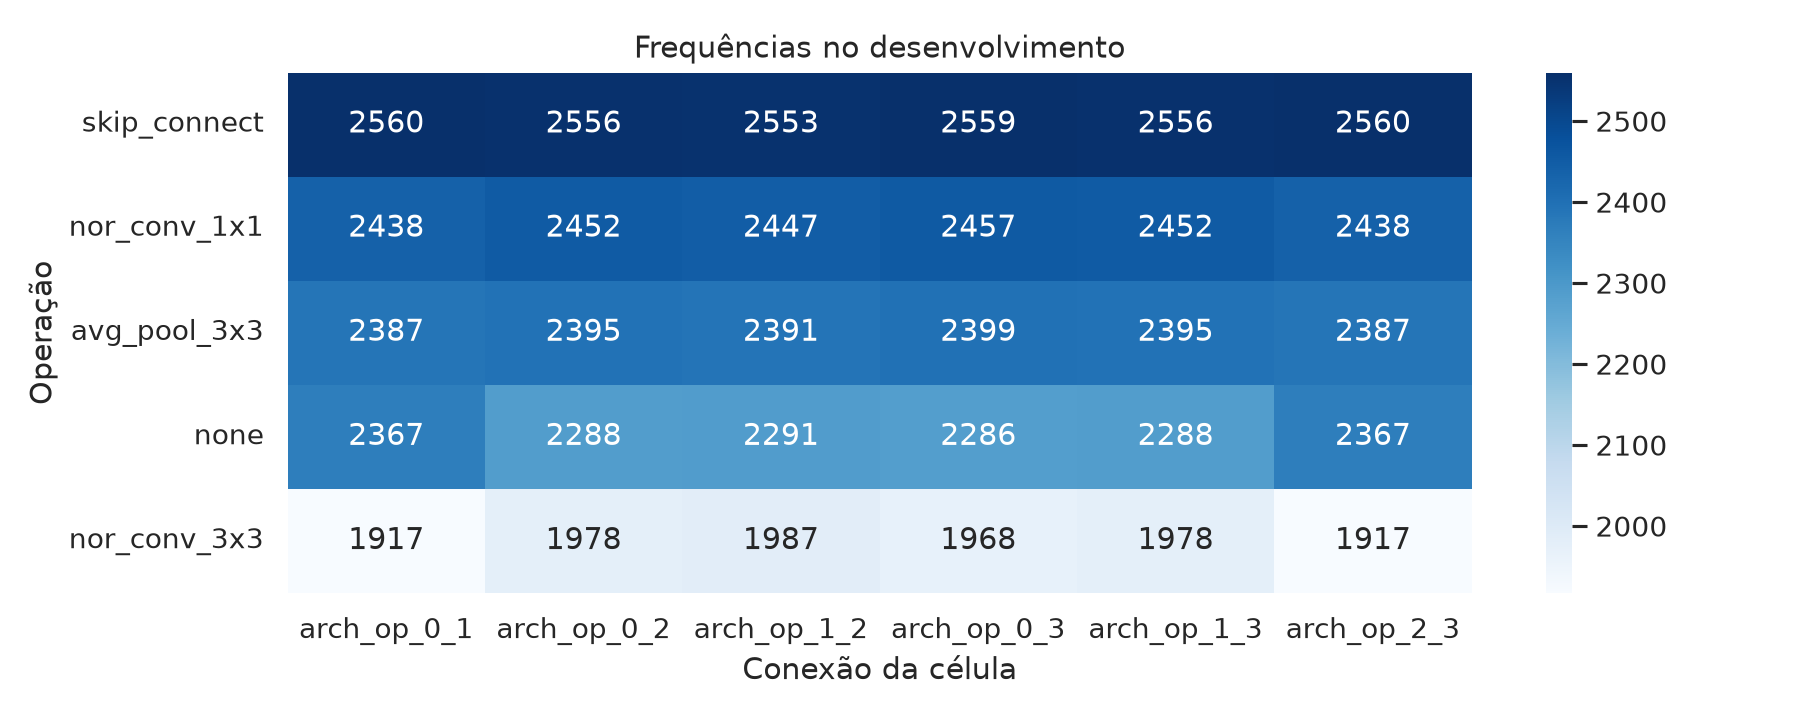 Frequências no desenvolvimento
skip_connect 2560 2556 2553 2559 2556 2560
nor_conv_1x1 2438 2452 2447 2457 2452 2438
avg_pool_3x3 2387 2395 2391 2399 2395 2387
none 2367 2288 2291 2286 2288 2367
nor_conv_3x3 1917 1978 1987 1968 1978 1917
arch_op_0_1 arch_op_0_2 arch_op_1_2 arch_op_0_3 arch_op_1_3 arch_op_2_3
Conexão da célula
Operação
2500
2400
2300
2200
2100
2000